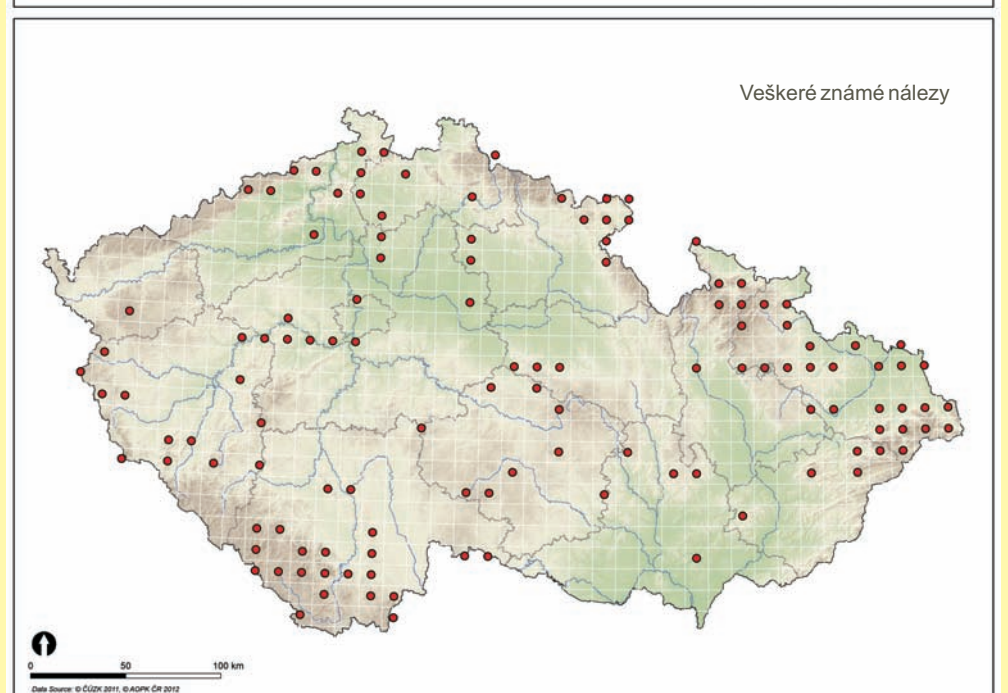 Veškeré známé nálezy
0 50 100 km
Data Source: © ČÚZK 2011, © AOPK ČR 2012